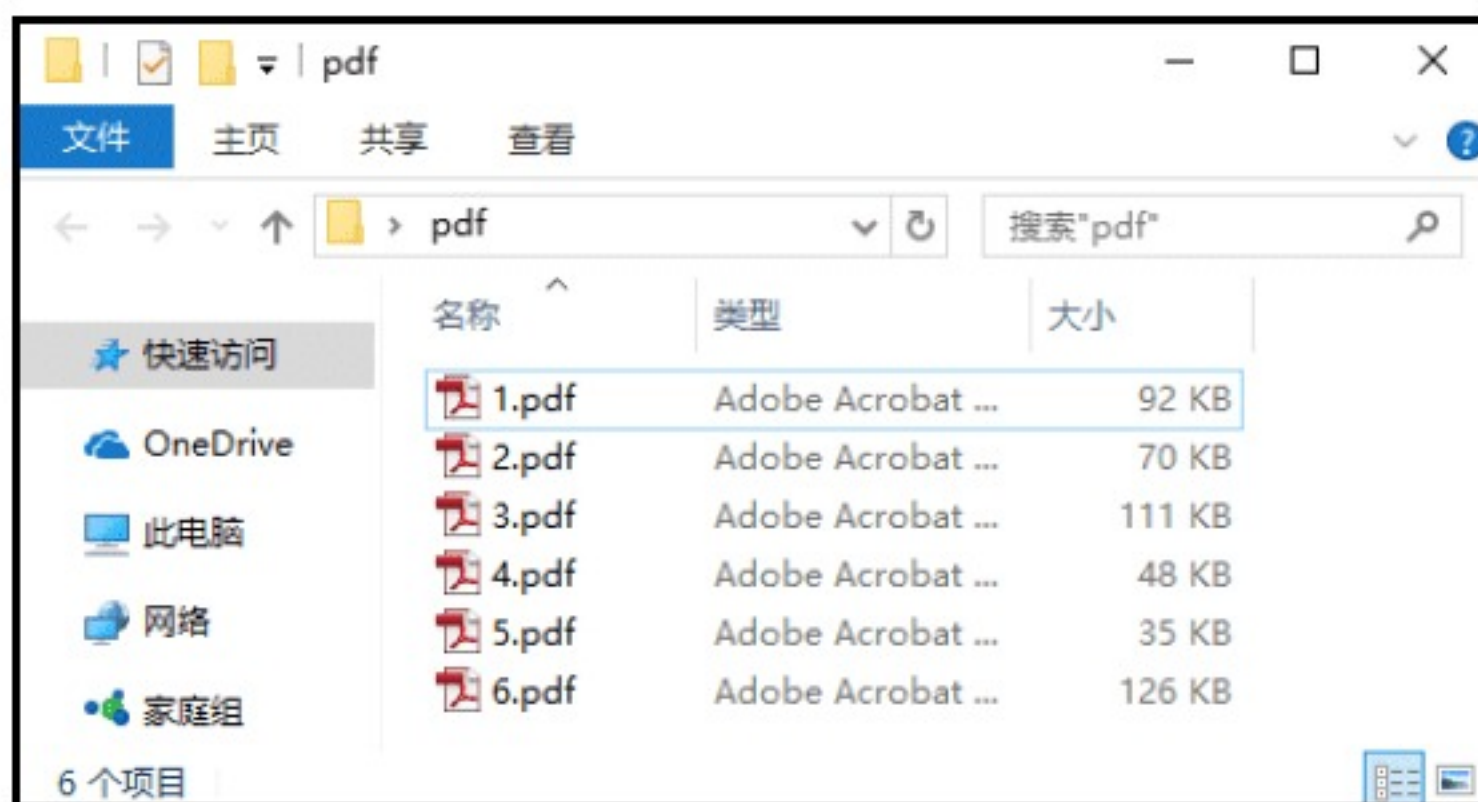 pdf
文件 主页 共享 查看
pdf 搜索"pdf"
名称 类型 大小
快速访问
1.pdf Adobe Acrobat ... 92 KB
OneDrive
2.pdf Adobe Acrobat ... 70 KB
3.pdf Adobe Acrobat ... 111 KB
此电脑
4.pdf Adobe Acrobat ... 48 KB
网络
5.pdf Adobe Acrobat ... 35 KB
6.pdf Adobe Acrobat ... 126 KB
家庭组
6 个项目